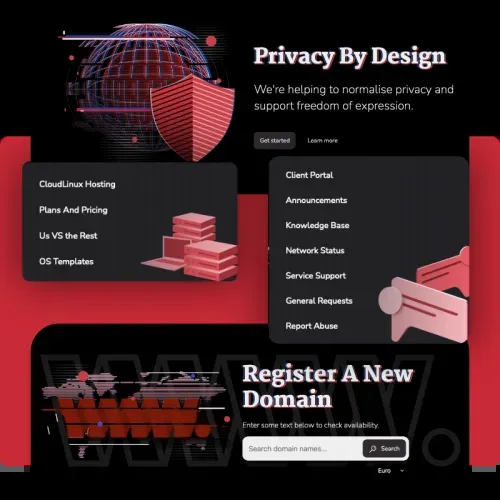 Privacy By Design
We're helping to normalise privacy and
support freedom of expression.
Get started
Learn more
CloudLinux Hosting
Plans And Pricing
Us VS the Rest
OS Templates
Client Portal
Announcements
Knowledge Base
Network Status
Service Support
General Requests
Report Abuse
www.
Register A New
Domain
Enter some text below to check availability.
Search domain names...
Search
Euro